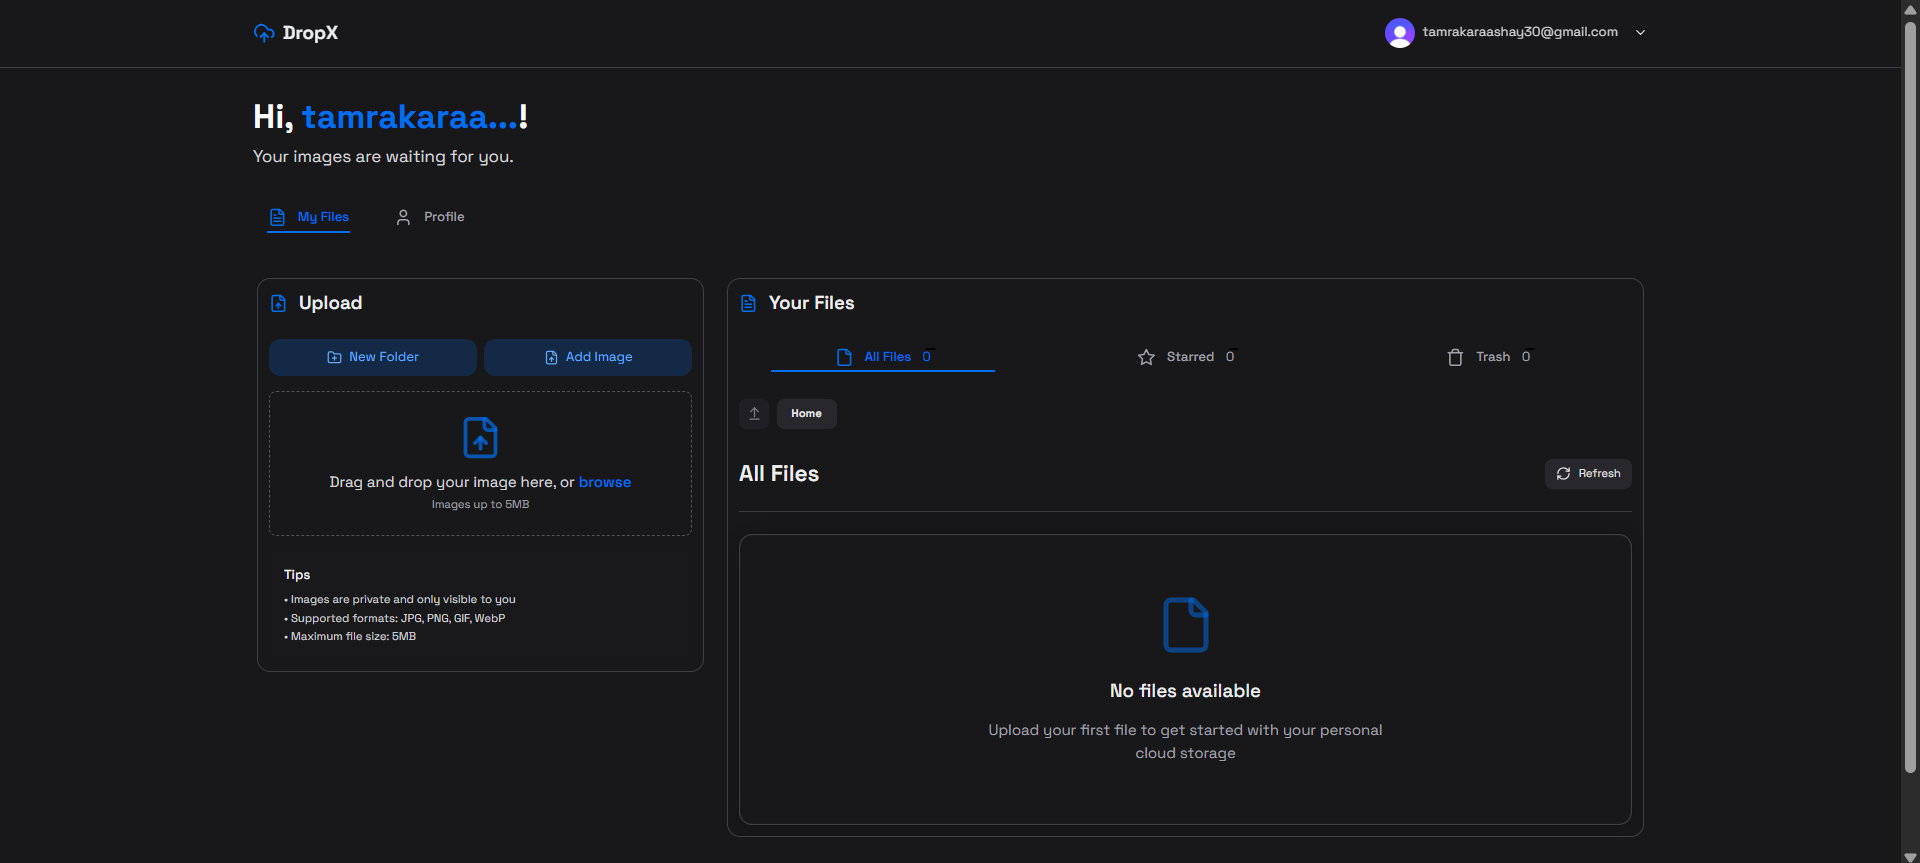 DropX
tamrakaraashay30@gmail.com
Hi, tamrakaraa...!
Your images are waiting for you.
My Files
Profile
Upload
New Folder
Add Image
Drag and drop your image here, or browse
Images up to 5MB
Tips
• Images are private and only visible to you
• Supported formats: JPG, PNG, GIF, WebP
• Maximum file size: 5MB
Your Files
All Files 0
Starred 0
Trash 0
Home
All Files
Refresh
No files available
Upload your first file to get started with your personal
cloud storage